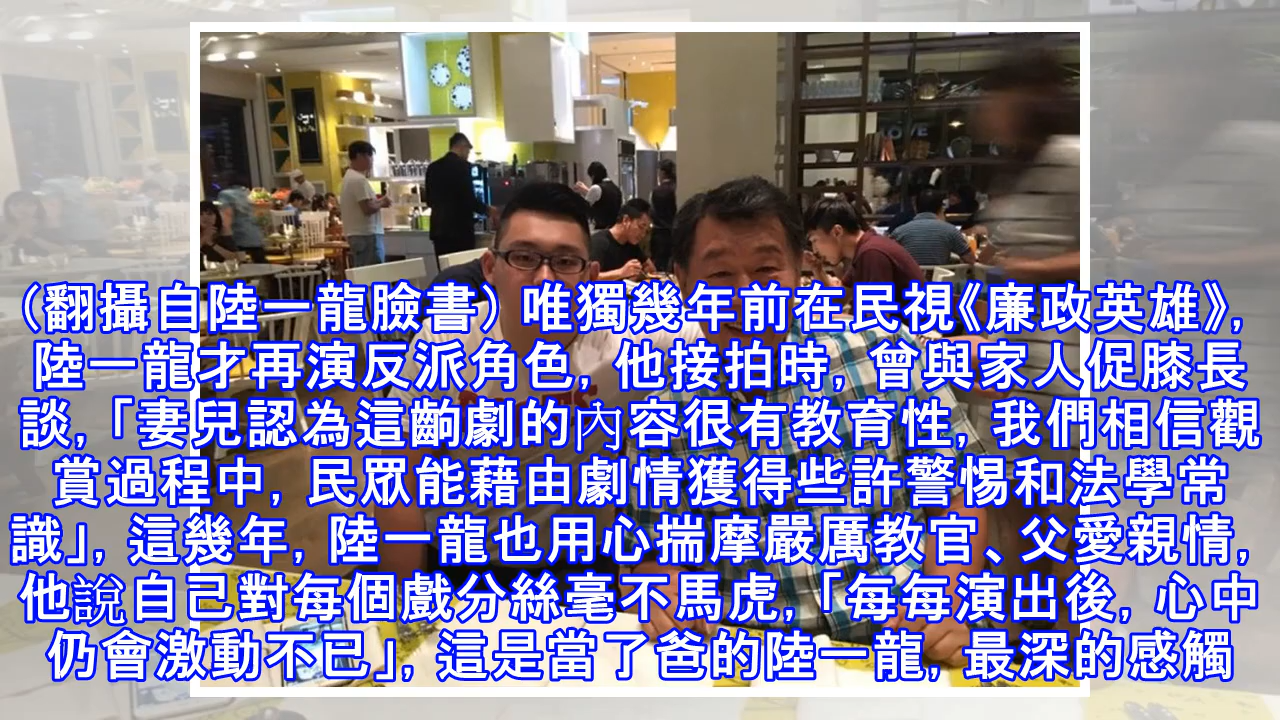 (翻攝自陸一龍臉書) 唯獨幾年前在民視《廉政英雄》,
陸一龍才再演反派角色, 他接拍時, 曾與家人促膝長
談,「妻兒認為這齣劇的內容很有教育性, 我們相信觀
賞過程中, 民眾能藉由劇情獲得些許警惕和法學常
識」, 這幾年, 陸一龍也用心揣摩嚴厲教官、父愛親情,
他說自己對每個戲分絲毫不馬虎,「每每演出後, 心中
仍會激動不已」, 這是當了爸的陸一龍, 最深的感觸
LOVE